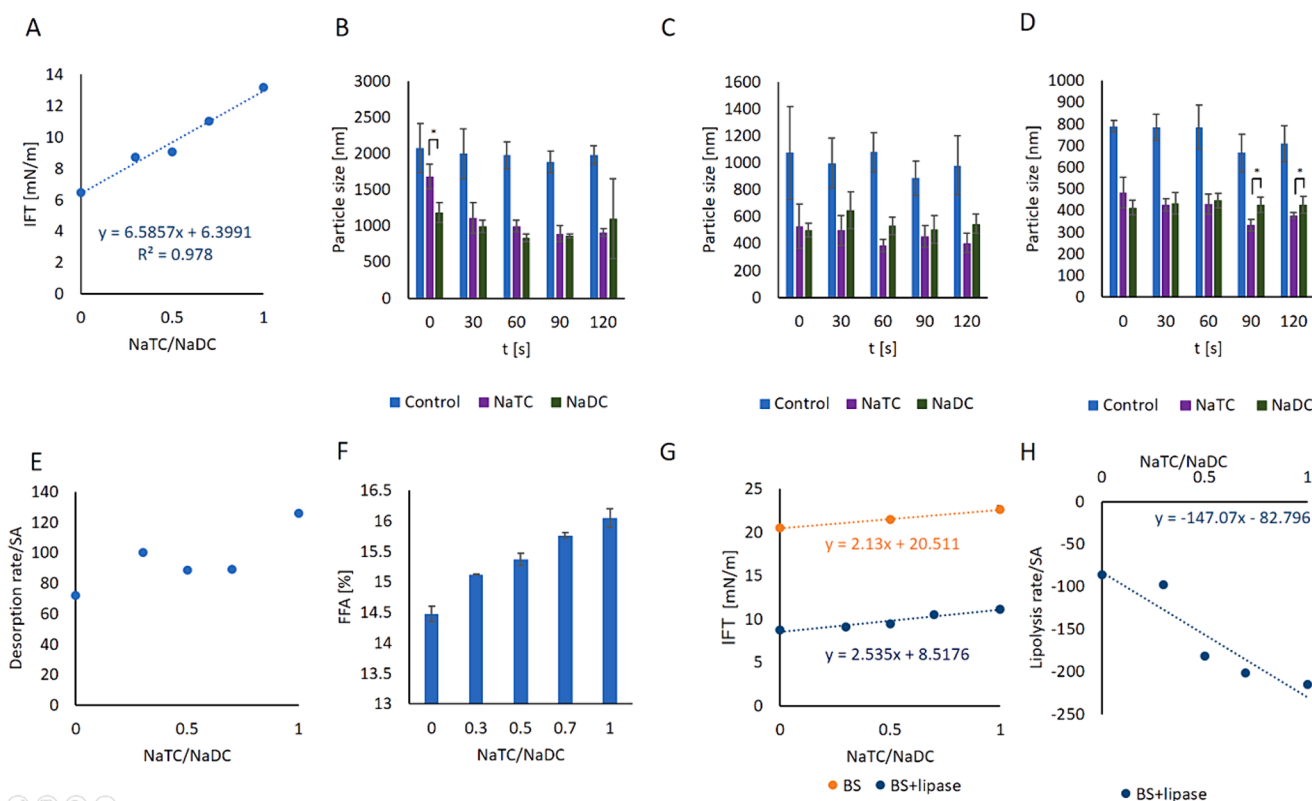 A
IFT [mN/m]
14
12
10
8
6
4
2
0
y = 6.5857x + 6.3991
R² = 0.978
0 0.5 1
NaTC/NaDC
B
Particle size [nm]
3000
2500
2000
1500
1000
500
0
*
0 30 60 90 120
t [s]
Control NaTC NaDC
C
Particle size [nm]
1600
1400
1200
1000
800
600
400
200
0
0 30 60 90 120
t [s]
Control NaTC NaDC
D
Particle size [nm]
1000
900
800
700
600
500
400
300
200
100
0
* *
0 30 60 90 120
t [s]
Control NaTC NaDC
E
Desorption rate/SA
140
120
100
80
60
40
20
0
0 0.5 1
NaTC/NaDC
F
FFA [%]
16.5
16
15.5
15
14.5
14
13.5
13
0 0.3 0.5 0.7 1
NaTC/NaDC
G
IFT [mN/m]
25
20
15
10
5
0
y = 2.13x + 20.511
y = 2.535x + 8.5176
0 0.5 1
NaTC/NaDC
BS BS+lipase
H
NaTC/NaDC
0 0.5 1
Lipolysis rate/SA
0
-50
-100
-150
-200
-250
y = -147.07x - 82.796
BS+lipase